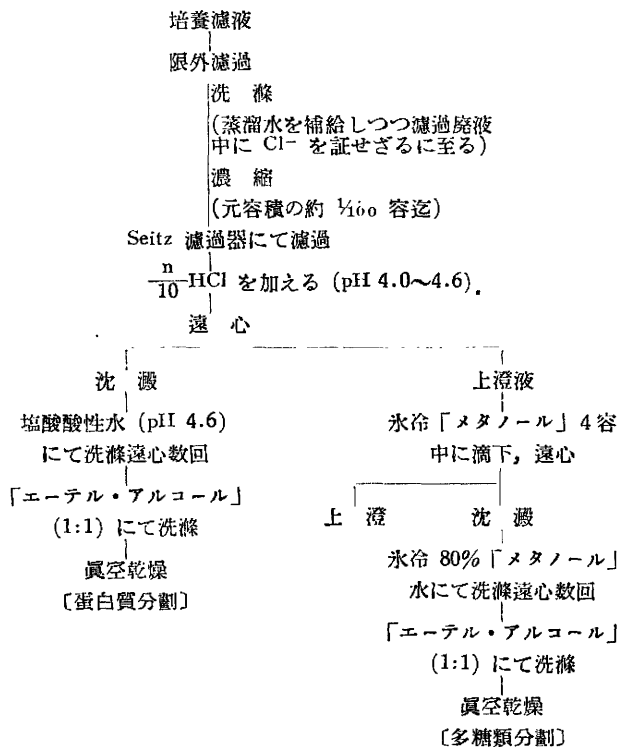 培養濾液
限外濾過
洗滌
(蒸溜水を補給しつつ濾過廃液
中に Cl- を証せざるに至る)
濃縮
(元容積の約 1/100 容迄)
Seitz 濾過器にて濾過
n/10 HCl を加える (pH 4.0〜4.6).
遠心
沈澱
塩酸酸性水 (pH 4.6)
にて洗滌遠心数回
「エーテル・アルコール」
(1:1) にて洗滌
眞空乾燥
〔蛋白質分劃〕
上澄液
氷冷「メタノール」4容
中に滴下, 遠心
上澄
沈澱
氷冷 80%「メタノール」
水にて洗滌遠心数回
「エーテル・アルコール」
(1:1) にて洗滌
眞空乾燥
〔多糖類分劃〕